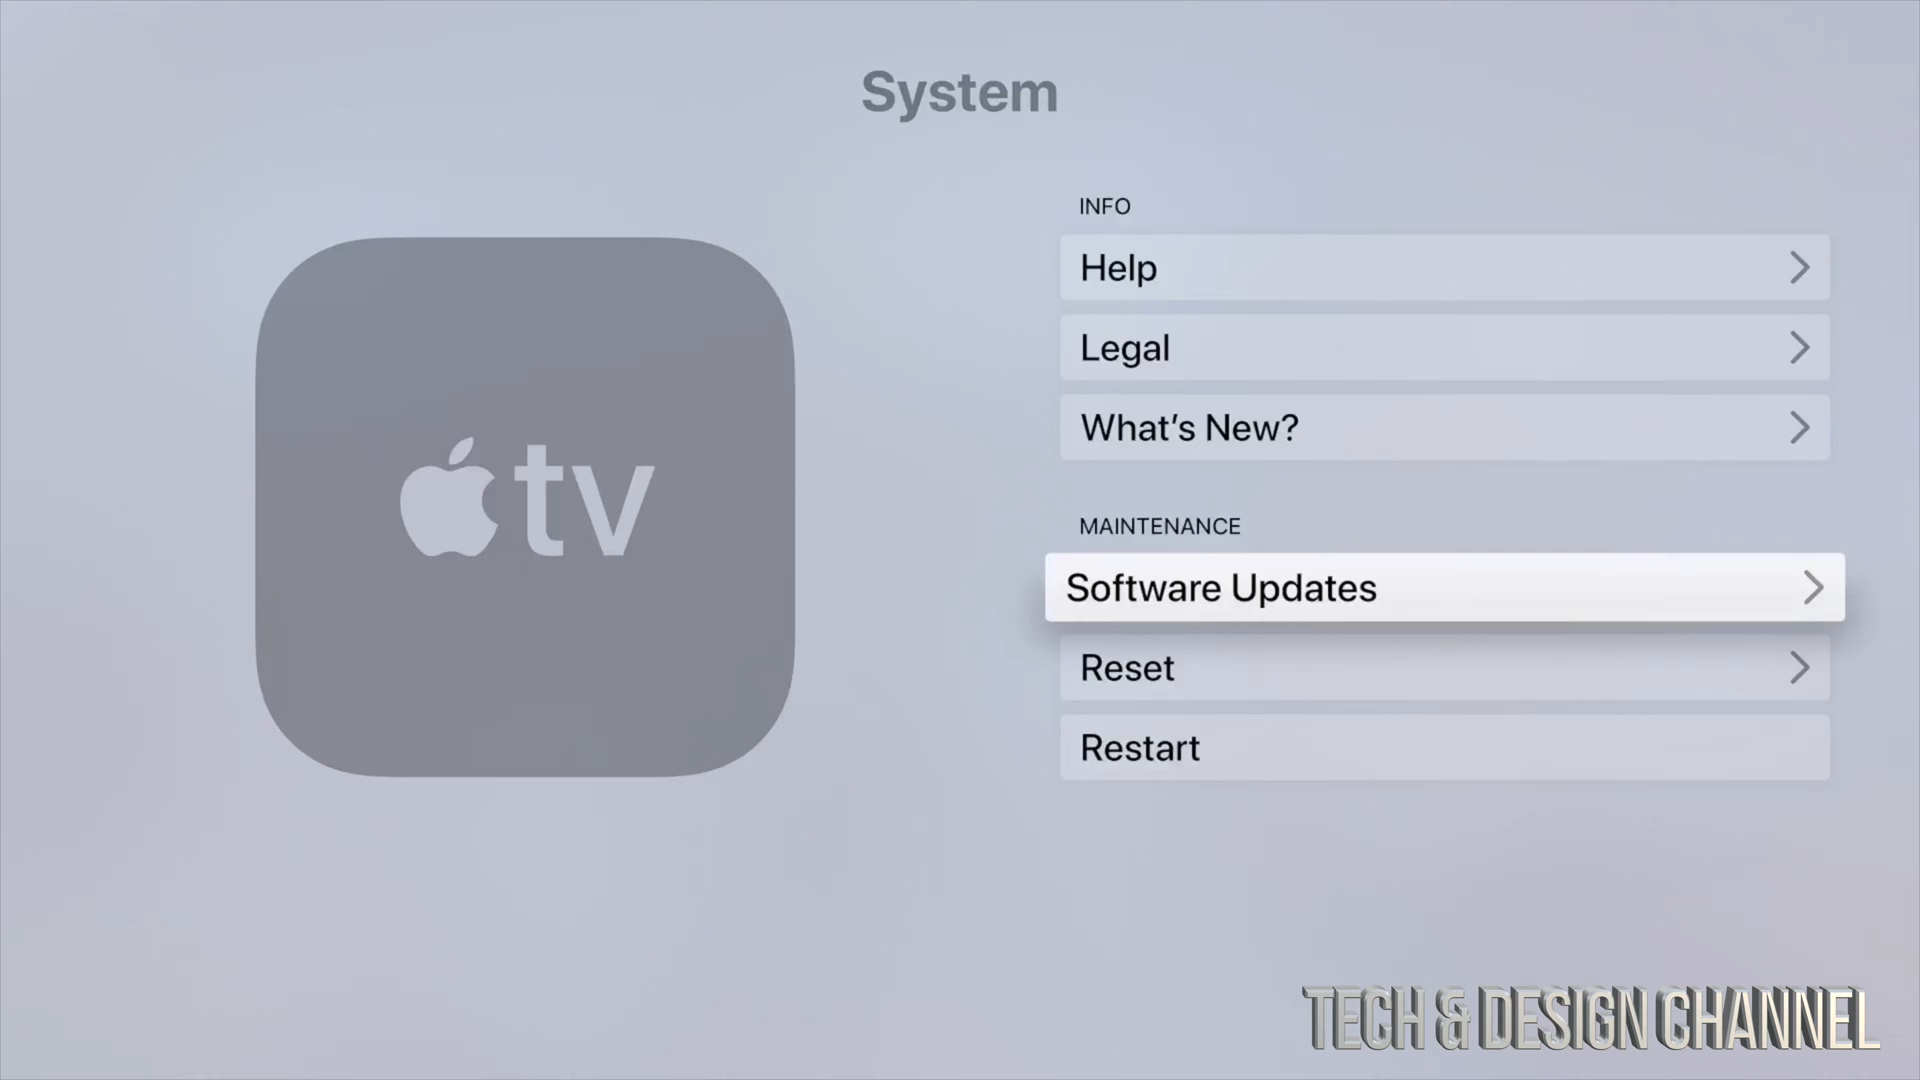 System
INFO
Help
Legal
What’s New?
MAINTENANCE
Software Updates
Reset
Restart
tv
TECH & DESIGN CHANNEL